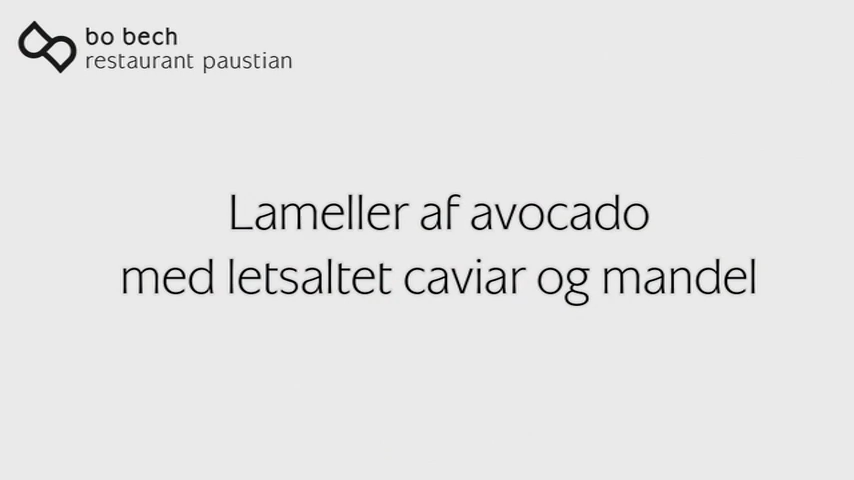 bo bech
restaurant paustian
Lameller af avocado
med letsaltet caviar og mandel